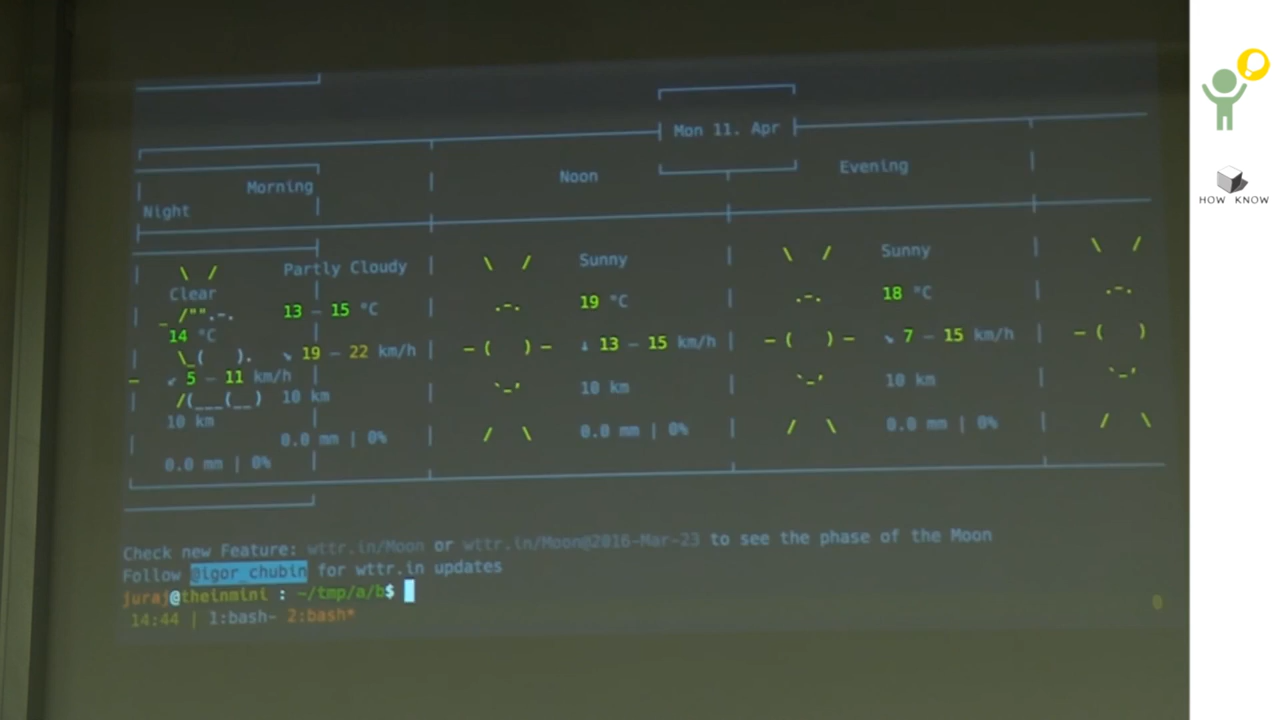 Mon 11. Apr
Morning
Noon
Evening
Night
Partly Cloudy
Sunny
Sunny
Clear
13 – 15 °C
19 °C
18 °C
14 °C
19 – 22 km/h
↓ 13 – 15 km/h
7 – 15 km/h
5 – 11 km/h
10 km
10 km
10 km
10 km
0.0 mm | 0%
0.0 mm | 0%
0.0 mm | 0%
0.0 mm | 0%
Check new Feature: wttr.in/Moon or wttr.in/Moon@2016-Mar-23 to see the phase of the Moon
Follow @igor_chubin for wttr.in updates
juraj@theinmini : ~/tmp/a/b$
14:44 | 1:bash- 2:bash*
0
HOW KNOW